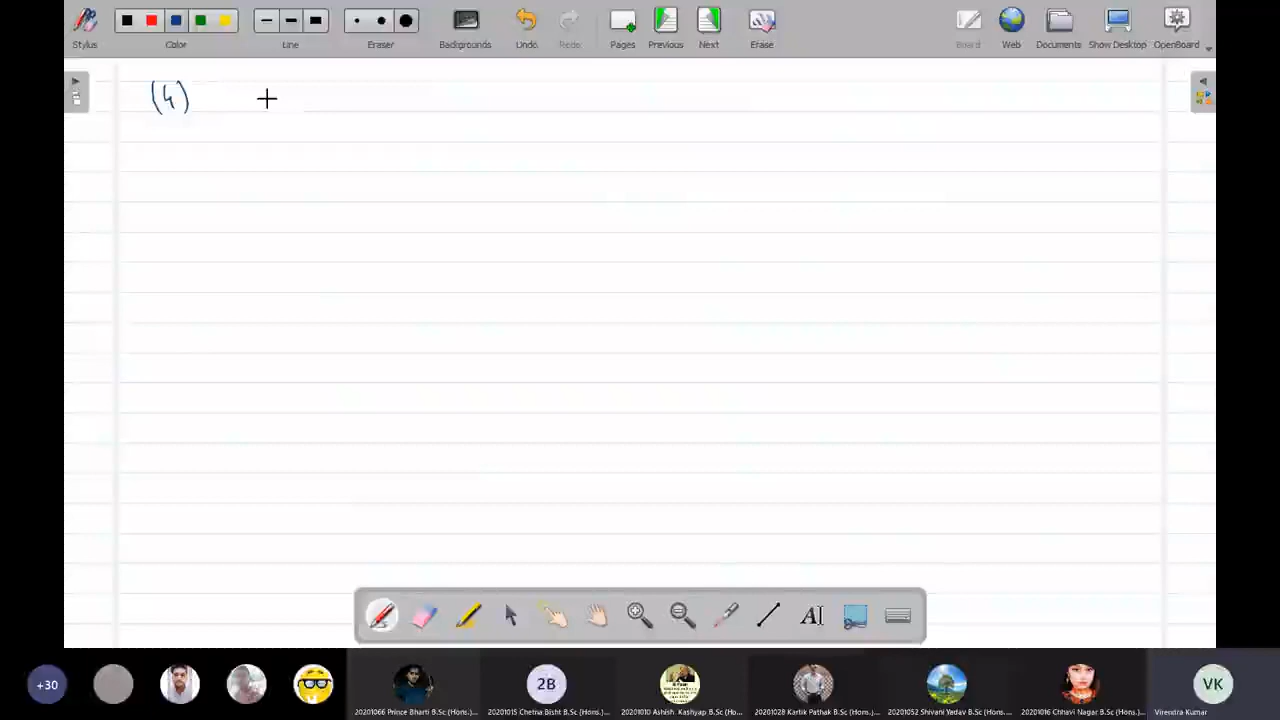 Stylus Color Line Eraser Backgrounds Undo Redo Pages Previous Next Erase Board Web Documents Show Desktop OpenBoard
(4)
AI
+30 2B VK
20201066 Prince Bharti B.Sc (Hons.)... 20201015 Chetna Bisht B.Sc (Hons.)... 20201010 Ashish. Kashyap B.Sc (Ho... 20201028 Kartik Pathak B.Sc (Hons.)... 20201052 Shivani Yadav B.Sc (Hons.... 20201016 Chhavi Nagar B.Sc (Hons.)... Virendra Kumar